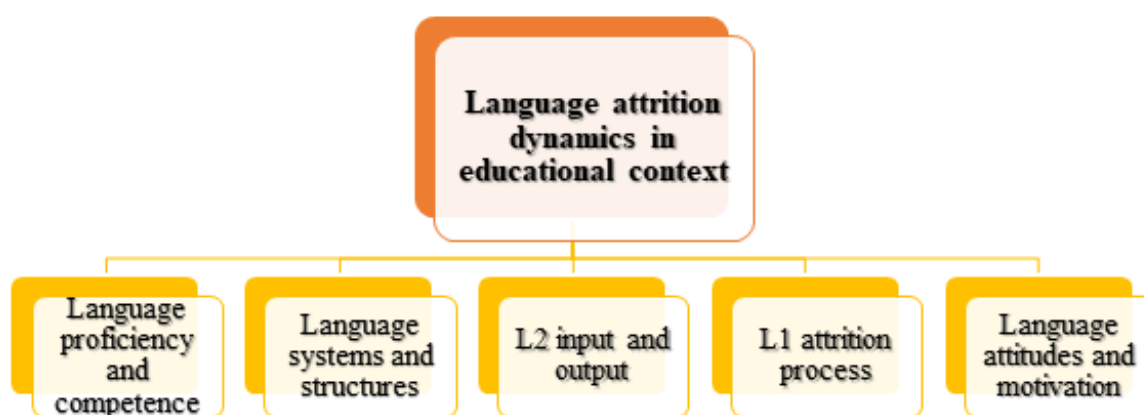 Language attrition
dynamics in
educational context
Language
proficiency
and
competence
Language
systems and
structures
L2 input and
output
L1 attrition
process
Language
attitudes and
motivation